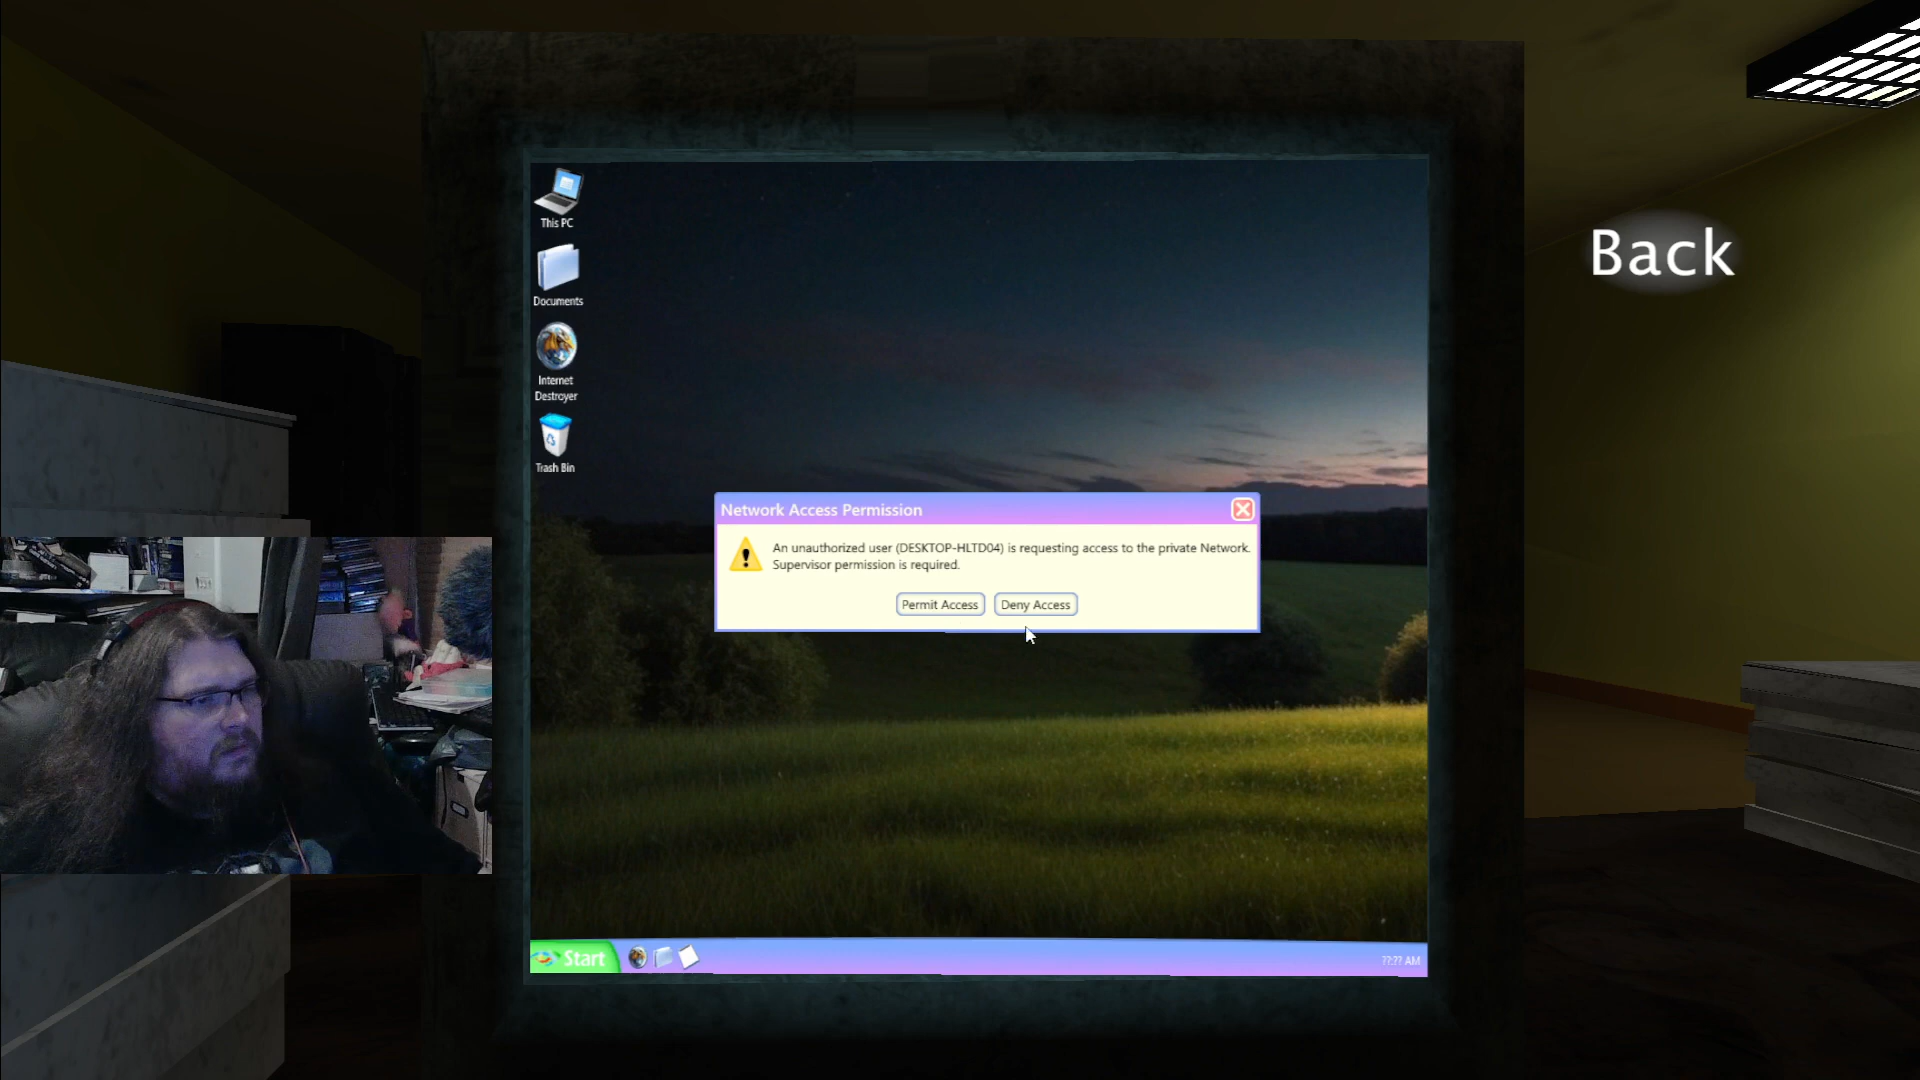 This PC
Documents
Internet
Destroyer
Trash Bin
Back
Network Access Permission
An unauthorized user (DESKTOP-HLTD04) is requesting access to the private Network.
Supervisor permission is required.
Permit Access
Deny Access
Start
??:?? AM